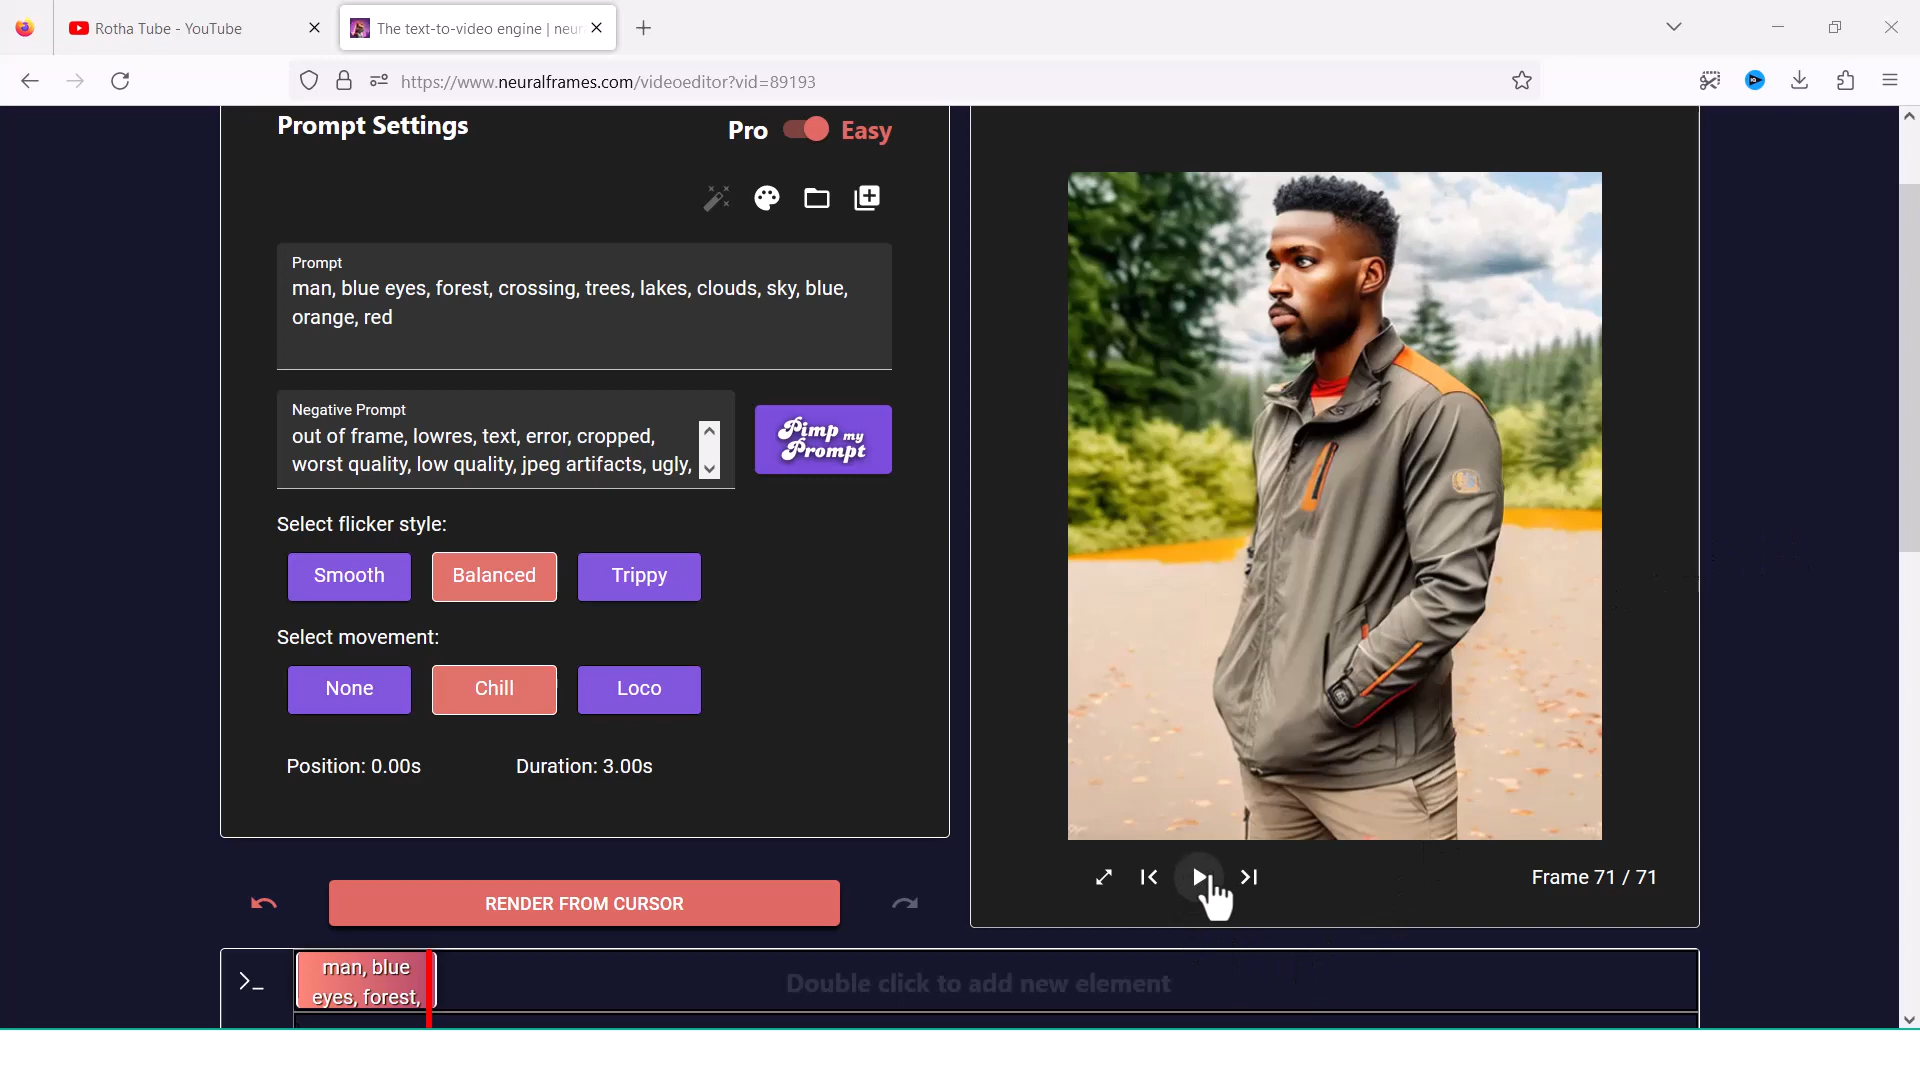 Rotha Tube - YouTube
The text-to-video engine | neur
https://www.neuralframes.com/videoeditor?vid=89193
Prompt Settings
Pro
Easy
Prompt
man, blue eyes, forest, crossing, trees, lakes, clouds, sky, blue,
orange, red
Negative Prompt
out of frame, lowres, text, error, cropped,
worst quality, low quality, jpeg artifacts, ugly,
Pimp my
Prompt
Select flicker style:
Smooth
Balanced
Trippy
Select movement:
None
Chill
Loco
Position: 0.00s
Duration: 3.00s
RENDER FROM CURSOR
Frame 71 / 71
man, blue
eyes, forest,
Double click to add new element